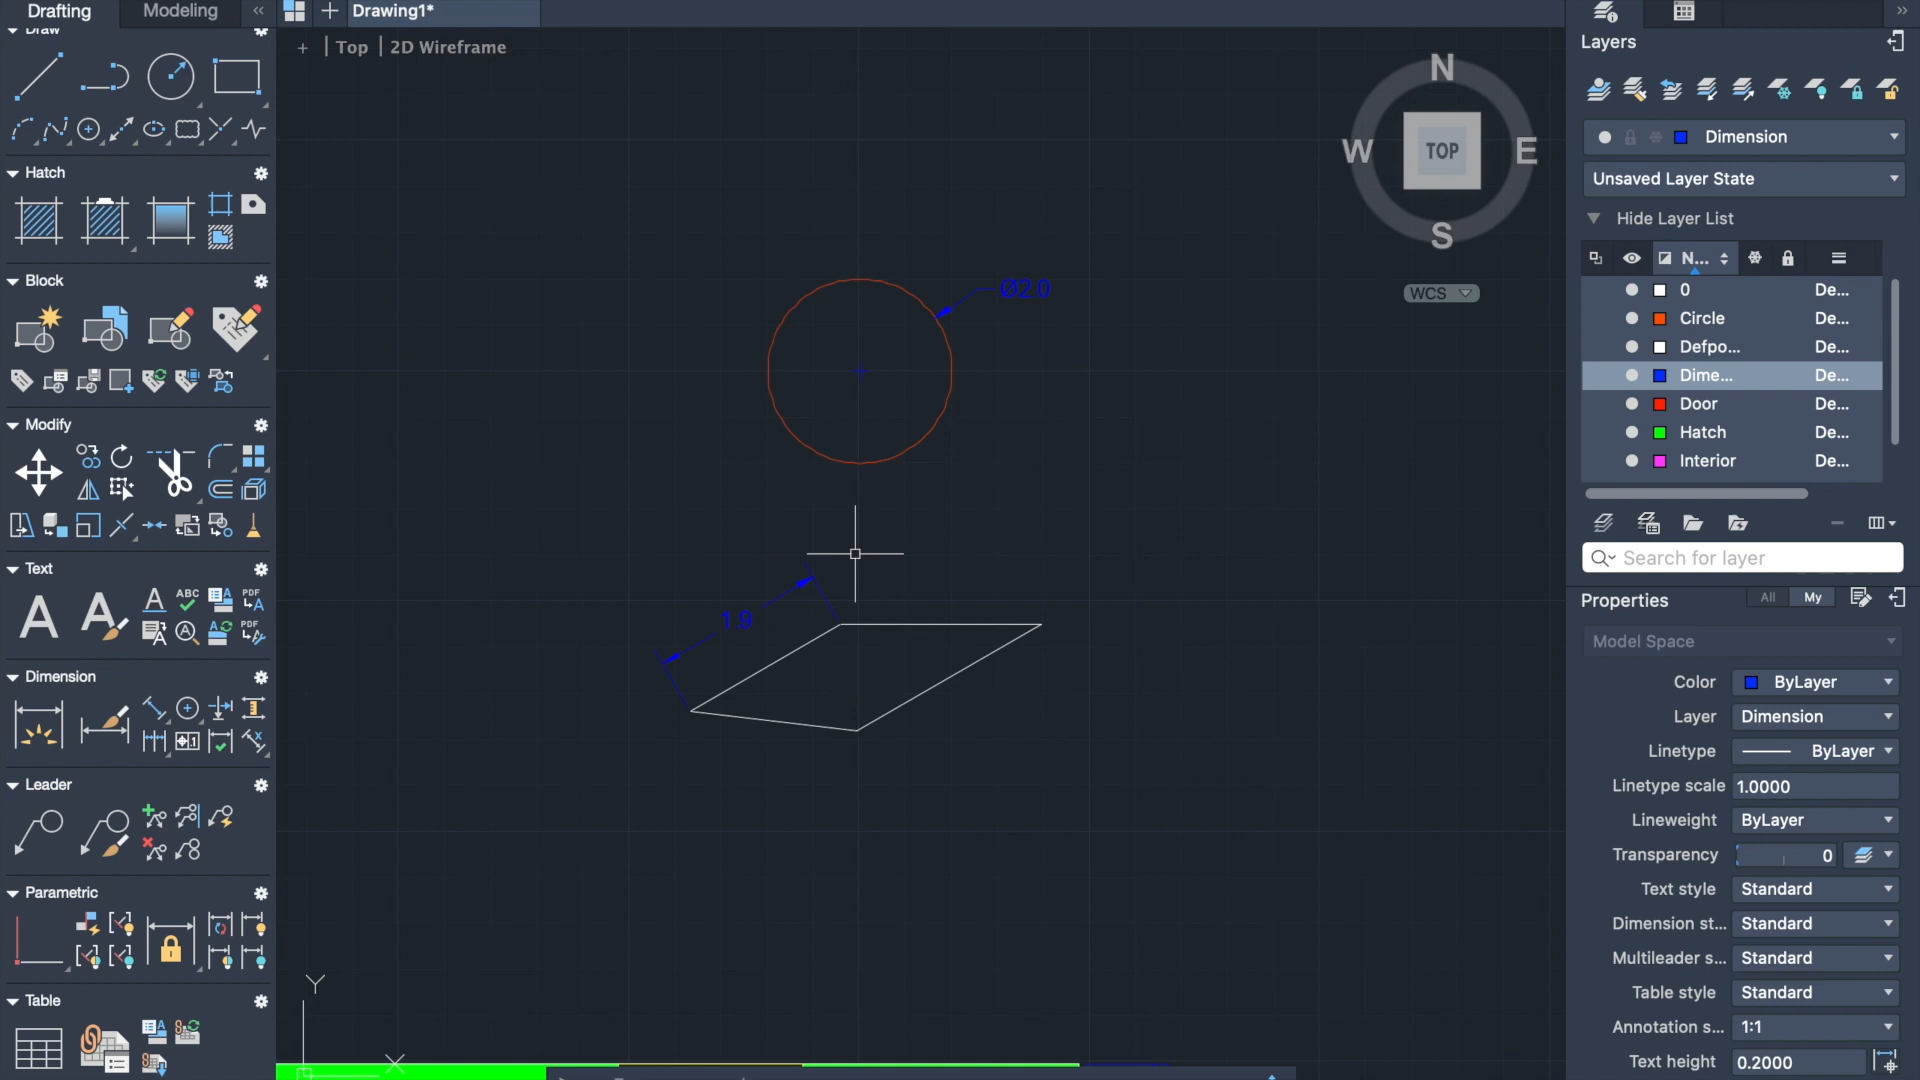 Drafting
Modeling
Drawing1*
Draw
+ | Top | 2D Wireframe
Hatch
Block
Modify
Text
ABC
PDF
PDF
Dimension
Leader
Parametric
Table
Ø2.0
1.9
Y
X
N
W
TOP
E
S
WCS
Layers
Dimension
Unsaved Layer State
Hide Layer List
N...
0 De...
Circle De...
Defpo... De...
Dime... De...
Door De...
Hatch De...
Interior De...
Search for layer
Properties
All My
Model Space
Color ByLayer
Layer Dimension
Linetype ByLayer
Linetype scale 1.0000
Lineweight ByLayer
Transparency 0
Text style Standard
Dimension st... Standard
Multileader s... Standard
Table style Standard
Annotation s... 1:1
Text height 0.2000